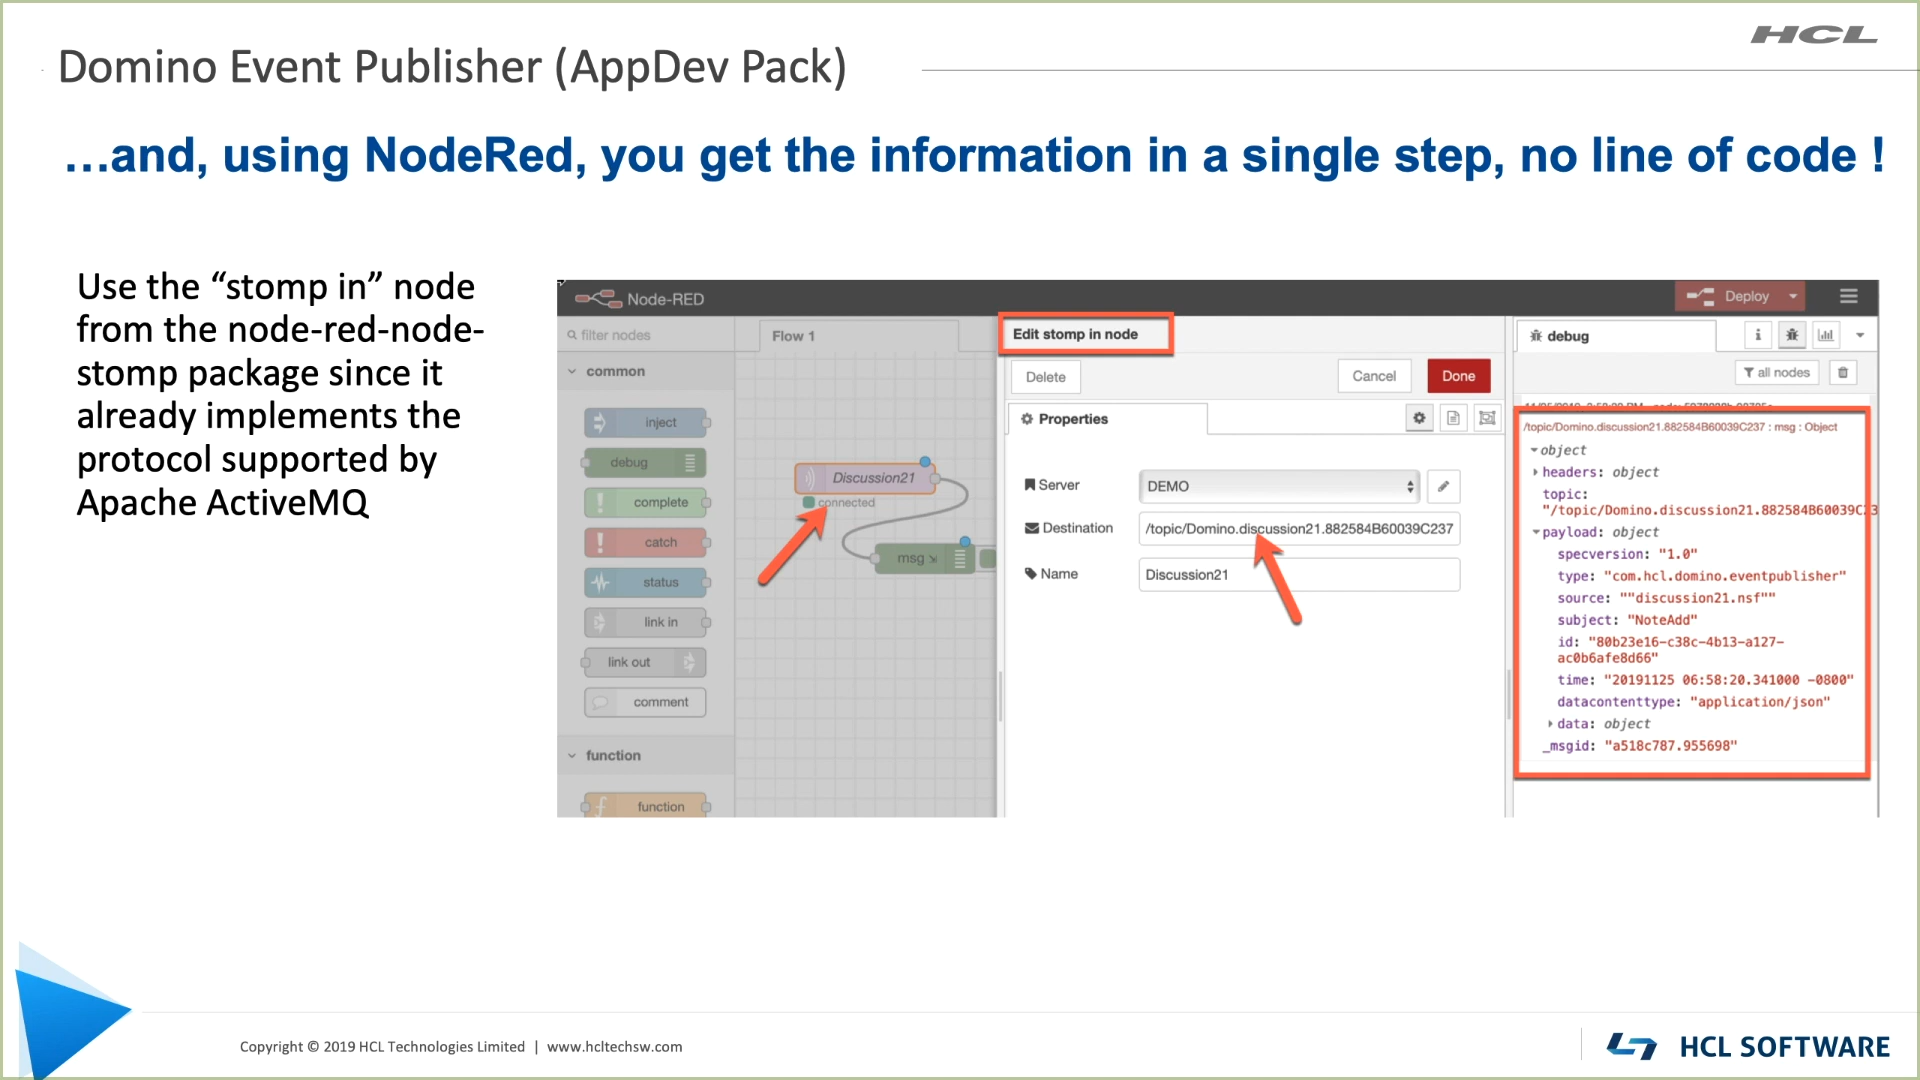 HCL
Domino Event Publisher (AppDev Pack)
…and, using NodeRed, you get the information in a single step, no line of code !
Use the “stomp in” node
from the node-red-node-
stomp package since it
already implements the
protocol supported by
Apache ActiveMQ
Node-RED
Deploy
filter nodes
Flow 1
common
inject
debug
complete
catch
status
link in
link out
comment
function
function
Discussion21
connected
msg
Edit stomp in node
Delete
Cancel
Done
Properties
Server
DEMO
Destination
/topic/Domino.discussion21.882584B60039C237
Name
Discussion21
debug
all nodes
/topic/Domino.discussion21.882584B60039C237 : msg : Object
object
headers: object
topic:
"/topic/Domino.discussion21.882584B60039C23
payload: object
specversion: "1.0"
type: "com.hcl.domino.eventpublisher"
source: ""discussion21.nsf""
subject: "NoteAdd"
id: "80b23e16-c38c-4b13-a127-
ac0b6afe8d66"
time: "20191125 06:58:20.341000 -0800"
datacontenttype: "application/json"
data: object
_msgid: "a518c787.955698"
Copyright © 2019 HCL Technologies Limited | www.hcltechsw.com
HCL SOFTWARE